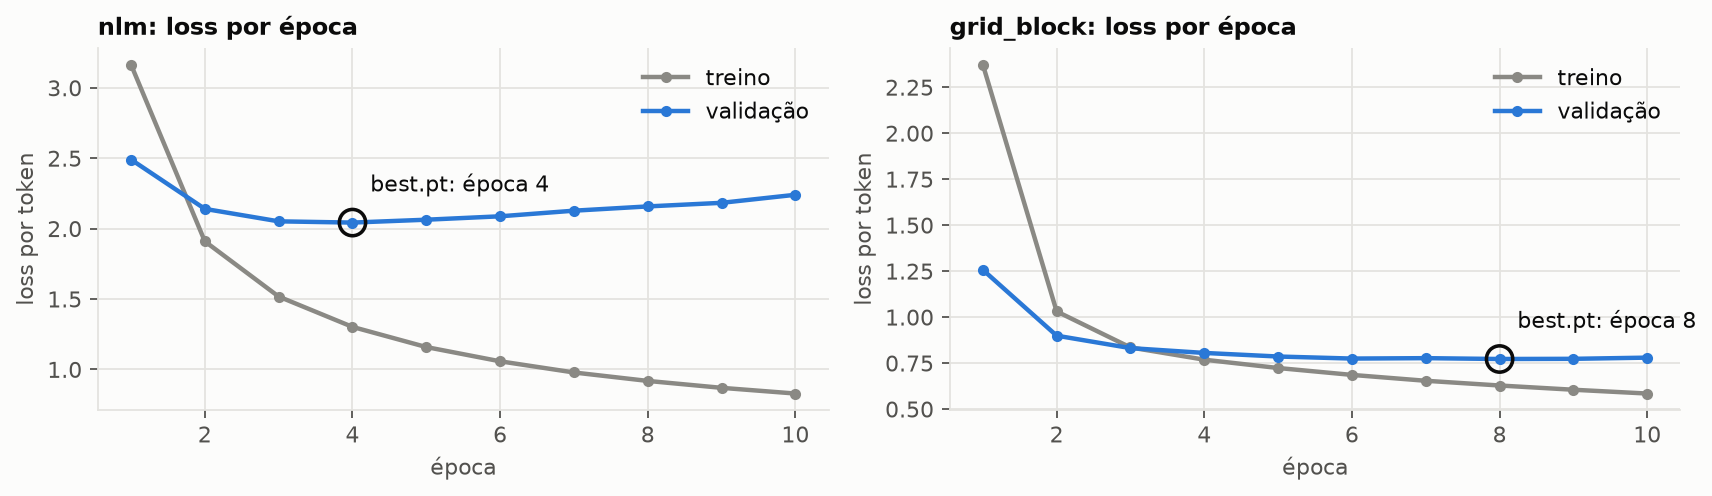 nlm: loss por época
3.0
2.5
2.0
1.5
1.0
loss por token
treino
validação
best.pt: época 4
2
4
6
8
10
época
grid_block: loss por época
2.25
2.00
1.75
1.50
1.25
1.00
0.75
0.50
loss por token
treino
validação
best.pt: época 8
2
4
6
8
10
época